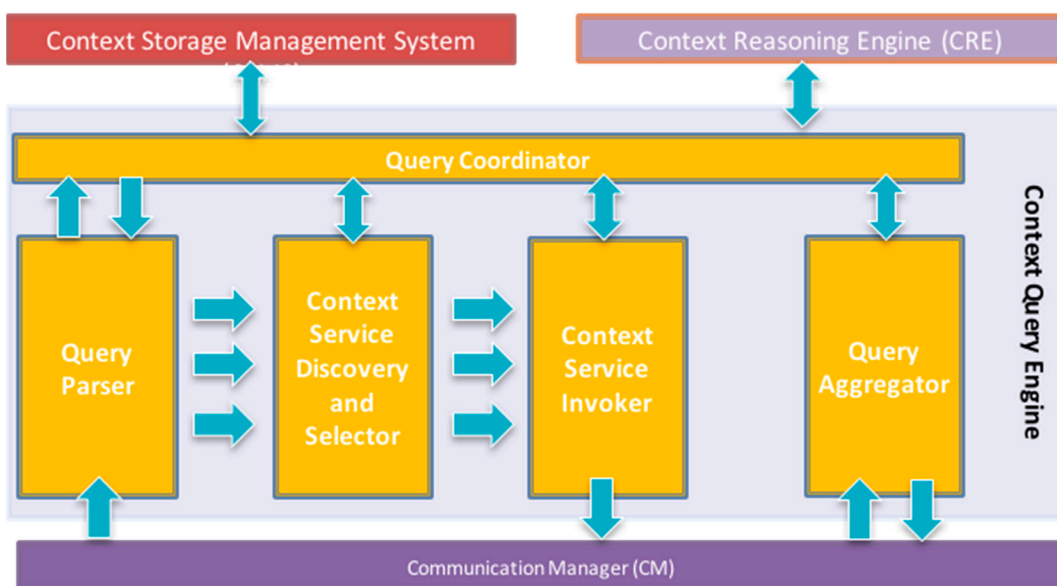 Context Storage Management System
Context Reasoning Engine (CRE)
Query Coordinator
Query
Parser
Context
Service
Discovery
and
Selector
Context
Service
Invoker
Query
Aggregator
Context Query Engine
Communication Manager (CM)